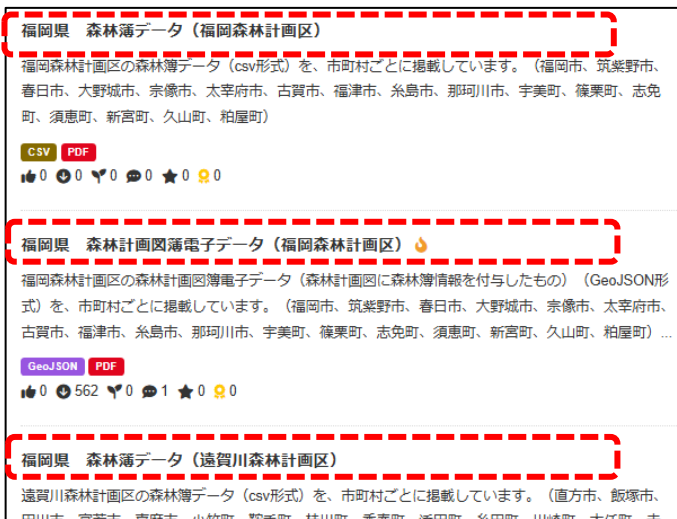 福岡県 森林簿データ（福岡森林計画区）
福岡森林計画区の森林簿データ（csv形式）を、市町村ごとに掲載しています。（福岡市、筑紫野市、
春日市、大野城市、宗像市、太宰府市、古賀市、福津市、糸島市、那珂川市、宇美町、篠栗町、志免
町、須恵町、新宮町、久山町、粕屋町）
CSV PDF
0 0 0 0 0 0
福岡県 森林計画図簿電子データ（福岡森林計画区）
福岡森林計画区の森林計画図簿電子データ（森林計画図に森林簿情報を付与したもの）（GeoJSON形
式）を、市町村ごとに掲載しています。（福岡市、筑紫野市、春日市、大野城市、宗像市、太宰府市、
古賀市、福津市、糸島市、那珂川市、宇美町、篠栗町、志免町、須恵町、新宮町、久山町、粕屋町）...
GeoJSON PDF
0 562 0 1 0 0
福岡県 森林簿データ（遠賀川森林計画区）
遠賀川森林計画区の森林簿データ（csv形式）を、市町村ごとに掲載しています。（直方市、飯塚市、